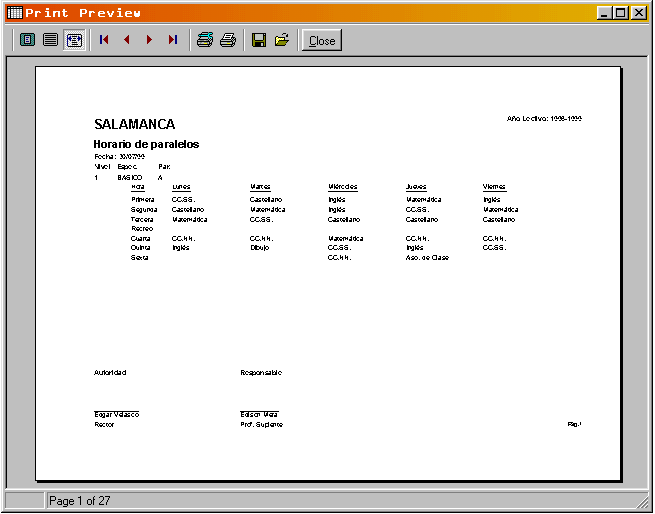 Print Preview
Close
SALAMANCA
Año Lectivo: 1998-1999
Horario de paralelos
Fecha: 30/07/99
Nivel Espec. Par.
1 BASICO A
Hora Lunes Martes Miércoles Jueves Viernes
Primera CC.SS. Castellano Inglés Matemática Inglés
Segunda Castellano Matemática Inglés CC.SS. Matemática
Tercera Matemática CC.SS. Castellano Castellano Castellano
Recreo
Cuarta CC.NN. CC.NN. Matemática CC.NN. CC.NN.
Quinta Inglés Dibujo CC.SS. Inglés CC.SS.
Sexta CC.NN. Aso. de Clase
Autoridad Responsable
Edgar Velasco Edison Mera
Rector Prof. Suplente Pág-1
Page 1 of 27